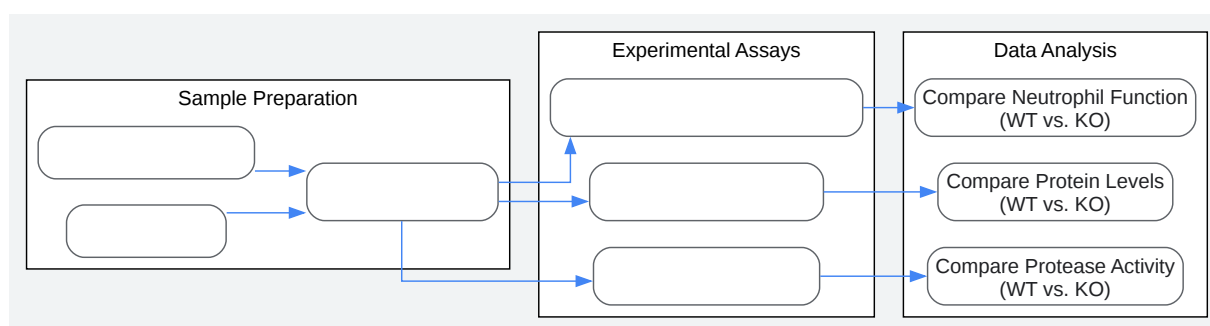 Sample Preparation
Experimental Assays
Data Analysis
Compare Neutrophil Function
(WT vs. KO)
Compare Protein Levels
(WT vs. KO)
Compare Protease Activity
(WT vs. KO)